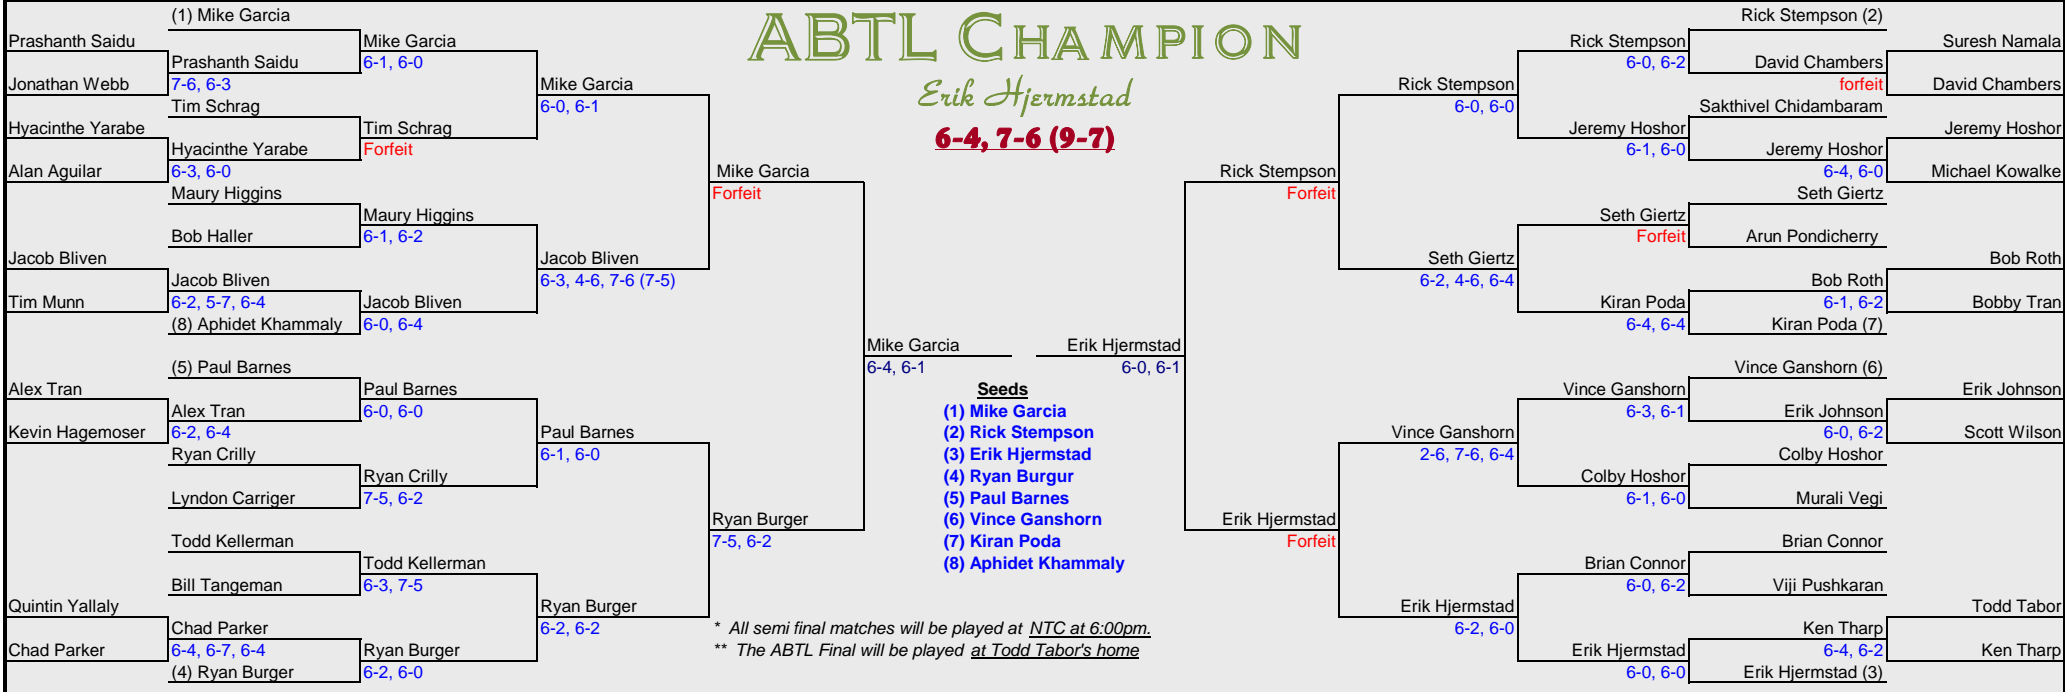 ABTL Champion
Erik Hjermstad
6-4, 7-6 (9-7)
(1) Mike Garcia
Prashanth Saidu
Mike Garcia
Prashanth Saidu
6-1, 6-0
Jonathan Webb
7-6, 6-3
Mike Garcia
Tim Schrag
6-0, 6-1
Hyacinthe Yarabe
Tim Schrag
Hyacinthe Yarabe
Forfeit
Alan Aguilar
6-3, 6-0
Mike Garcia
Maury Higgins
Forfeit
Maury Higgins
Bob Haller
6-1, 6-2
Jacob Bliven
Jacob Bliven
Jacob Bliven
6-3, 4-6, 7-6 (7-5)
Tim Munn
6-2, 5-7, 6-4
Jacob Bliven
(8) Aphidet Khammaly
6-0, 6-4
Mike Garcia
6-4, 6-1
(5) Paul Barnes
Alex Tran
Paul Barnes
Alex Tran
6-0, 6-0
Kevin Hagemoser
6-2, 6-4
Paul Barnes
Ryan Crilly
6-1, 6-0
Ryan Crilly
Lyndon Carriger
7-5, 6-2
Ryan Burger
7-5, 6-2
Todd Kellerman
Todd Kellerman
Bill Tangeman
6-3, 7-5
Quintin Yallaly
Ryan Burger
Chad Parker
6-2, 6-2
Chad Parker
6-4, 6-7, 6-4
Ryan Burger
(4) Ryan Burger
6-2, 6-0
Seeds
(1) Mike Garcia
(2) Rick Stempson
(3) Erik Hjermstad
(4) Ryan Burgur
(5) Paul Barnes
(6) Vince Ganshorn
(7) Kiran Poda
(8) Aphidet Khammaly
* All semi final matches will be played at NTC at 6:00pm.
** The ABTL Final will be played at Todd Tabor's home
Rick Stempson (2)
Rick Stempson
Suresh Namala
6-0, 6-2
David Chambers
Rick Stempson
forfeit
David Chambers
6-0, 6-0
Sakthivel Chidambaram
Jeremy Hoshor
Jeremy Hoshor
6-1, 6-0
Jeremy Hoshor
Rick Stempson
6-4, 6-0
Michael Kowalke
Forfeit
Seth Giertz
Seth Giertz
Forfeit
Arun Pondicherry
Seth Giertz
Bob Roth
6-2, 4-6, 6-4
Bob Roth
Kiran Poda
6-1, 6-2
Bobby Tran
6-4, 6-4
Kiran Poda (7)
Erik Hjermstad
6-0, 6-1
Vince Ganshorn (6)
Vince Ganshorn
Erik Johnson
6-3, 6-1
Erik Johnson
Vince Ganshorn
6-0, 6-2
Scott Wilson
2-6, 7-6, 6-4
Colby Hoshor
Colby Hoshor
6-1, 6-0
Murali Vegi
Erik Hjermstad
Forfeit
Brian Connor
Brian Connor
6-0, 6-2
Viji Pushkaran
Erik Hjermstad
Todd Tabor
6-2, 6-0
Ken Tharp
Erik Hjermstad
6-4, 6-2
Ken Tharp
6-0, 6-0
Erik Hjermstad (3)